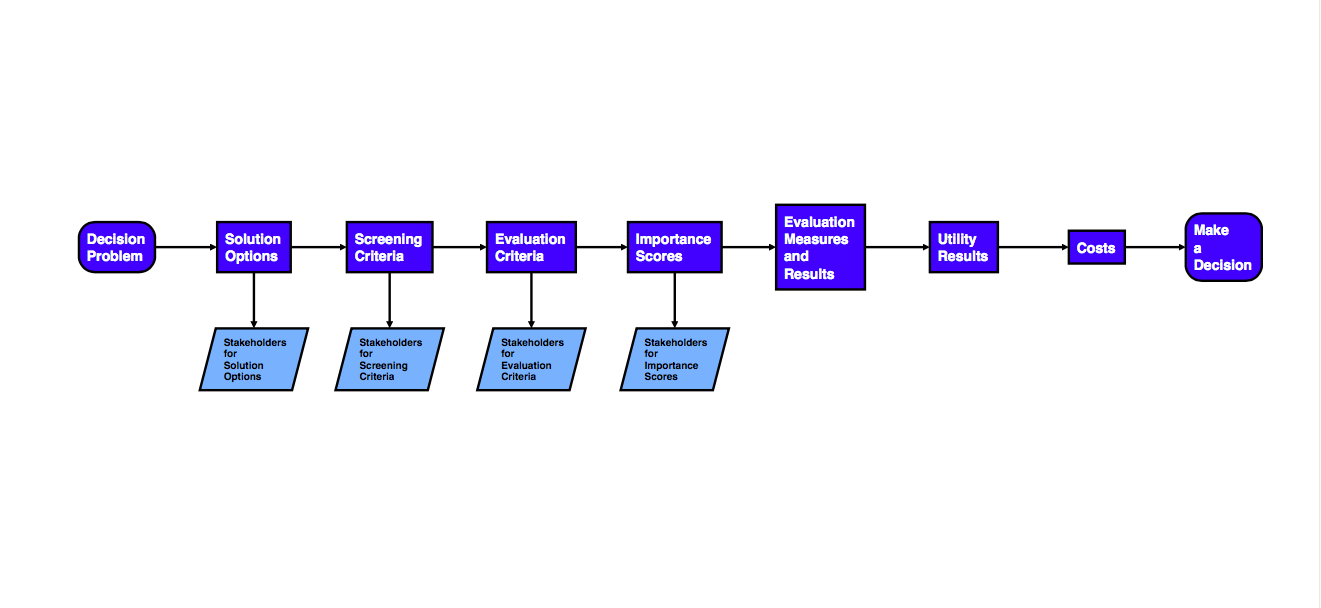 Decision
Problem
Solution
Options
Screening
Criteria
Evaluation
Criteria
Importance
Scores
Evaluation
Measures
and
Results
Utility
Results
Costs
Make
a
Decision
Stakeholders
for
Solution
Options
Stakeholders
for
Screening
Criteria
Stakeholders
for
Evaluation
Criteria
Stakeholders
for
Importance
Scores